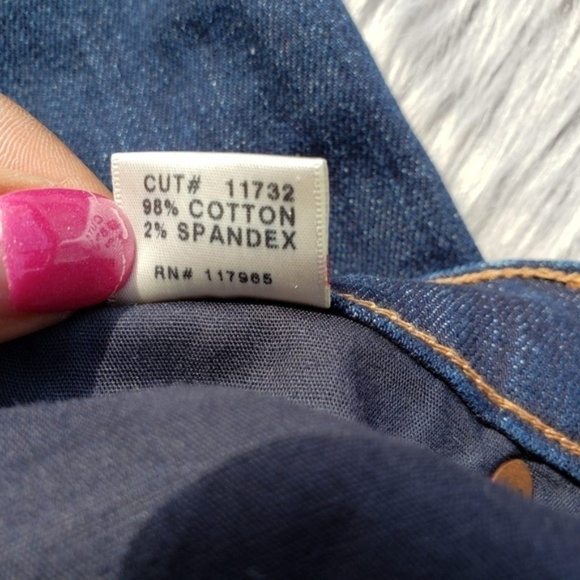 CUT# 11732
98% COTTON
2% SPANDEX
RN# 117965